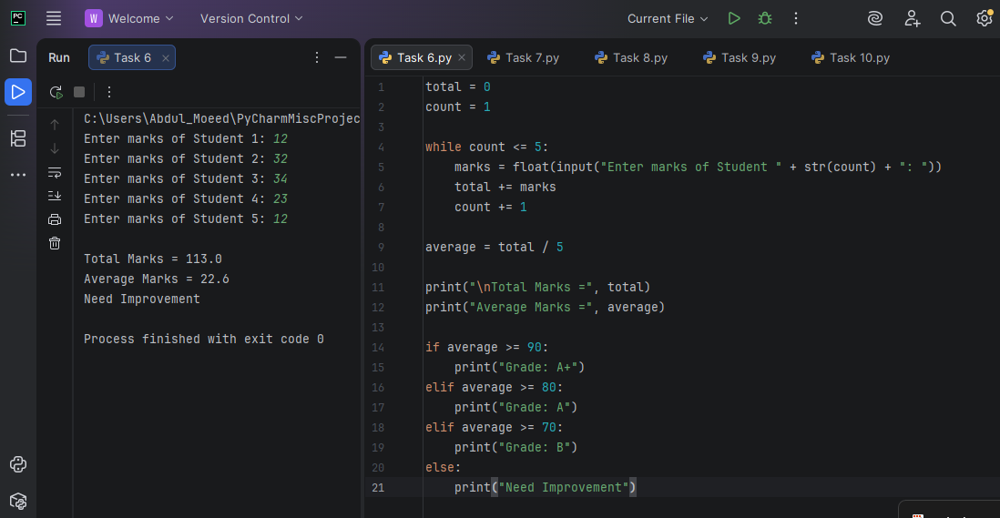 PC
W Welcome
Version Control
Current File
Run
Task 6
C:\Users\Abdul_Moeed\PyCharmMiscProjec
Enter marks of Student 1: 12
Enter marks of Student 2: 32
Enter marks of Student 3: 34
Enter marks of Student 4: 23
Enter marks of Student 5: 12
Total Marks = 113.0
Average Marks = 22.6
Need Improvement
Process finished with exit code 0
Task 6.py
Task 7.py
Task 8.py
Task 9.py
Task 10.py
1 total = 0
2 count = 1
3
4 while count <= 5:
5     marks = float(input("Enter marks of Student " + str(count) + ": "))
6     total += marks
7     count += 1
8
9 average = total / 5
10
11 print("\nTotal Marks =", total)
12 print("Average Marks =", average)
13
14 if average >= 90:
15     print("Grade: A+")
16 elif average >= 80:
17     print("Grade: A")
18 elif average >= 70:
19     print("Grade: B")
20 else:
21     print("Need Improvement")